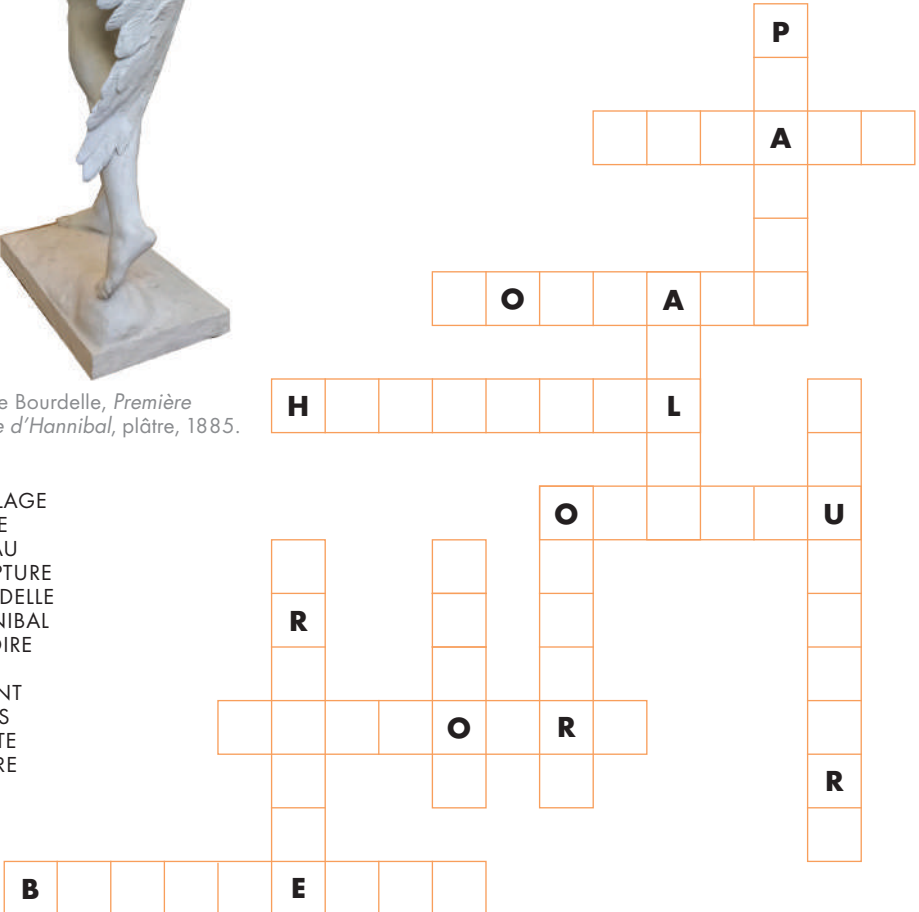 P
A
O A
e Bourdelle, Première
e d'Hannibal, plâtre, 1885.
H L
LAGE
E
AU
PTURE
DELLE
NIBAL
OIRE
NT
S
TE
RE
O U
R
O R
R
B E